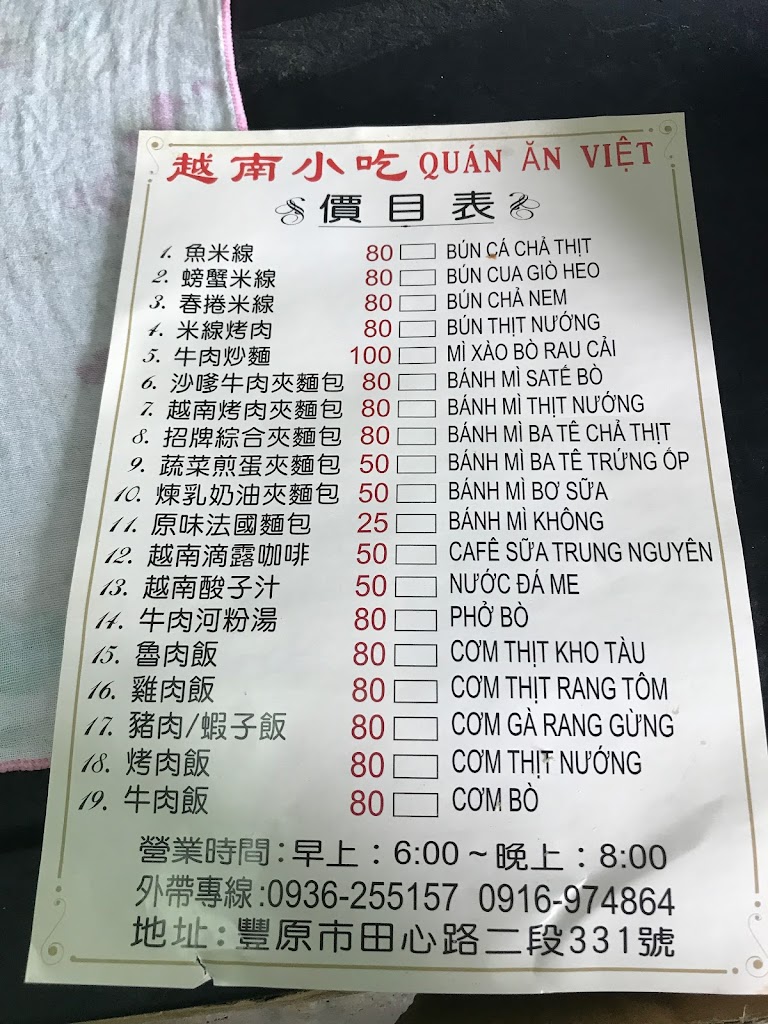 越南小吃 QUÁN ĂN VIỆT
價目表
1. 魚米線 80 BÚN CÁ CHẢ THỊT
2. 螃蟹米線 80 BÚN CUA GIÒ HEO
3. 春捲米線 80 BÚN CHẢ NEM
4. 米線烤肉 80 BÚN THỊT NƯỚNG
5. 牛肉炒麵 100 MÌ XÀO BÒ RAU CẢI
6. 沙嗲牛肉夾麵包 80 BÁNH MÌ SATẾ BÒ
7. 越南烤肉夾麵包 80 BÁNH MÌ THỊT NƯỚNG
8. 招牌綜合夾麵包 80 BÁNH MÌ BA TÊ CHẢ THỊT
9. 蔬菜煎蛋夾麵包 50 BÁNH MÌ BA TÊ TRỨNG ỐP
10. 煉乳奶油夾麵包 50 BÁNH MÌ BƠ SỮA
11. 原味法國麵包 25 BÁNH MÌ KHÔNG
12. 越南滴露咖啡 50 CAFÊ SỮA TRUNG NGUYÊN
13. 越南酸子汁 50 NƯỚC ĐÁ ME
14. 牛肉河粉湯 80 PHỞ BÒ
15. 魯肉飯 80 CƠM THỊT KHO TÀU
16. 雞肉飯 80 CƠM THỊT RANG TÔM
17. 豬肉/蝦子飯 80 CƠM GÀ RANG GỪNG
18. 烤肉飯 80 CƠM THỊT NƯỚNG
19. 牛肉飯 80 CƠM BÒ
營業時間:早上:6:00~晚上:8:00
外帶專線:0936-255157 0916-974864
地址:豐原市田心路二段331號